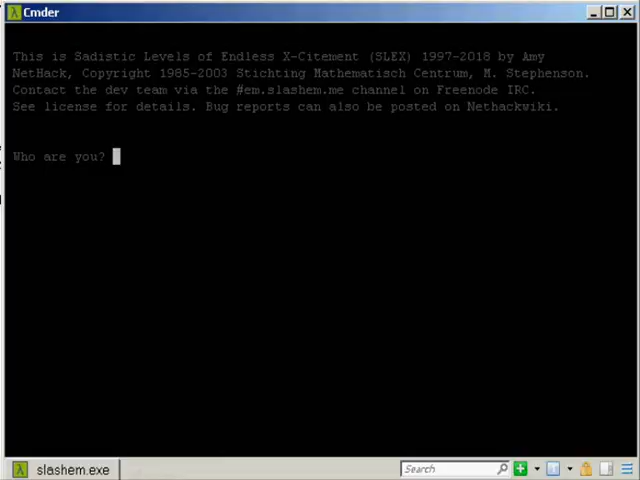 Cmder
This is Sadistic Levels of Endless X-Citement (SLEX) 1997-2018 by Amy
NetHack, Copyright 1985-2003 Stichting Mathematisch Centrum, M. Stephenson.
Contact the dev team via the #em.slashem.me channel on Freenode IRC.
See license for details. Bug reports can also be posted on Nethackwiki.
Who are you?
slashem.exe
Search